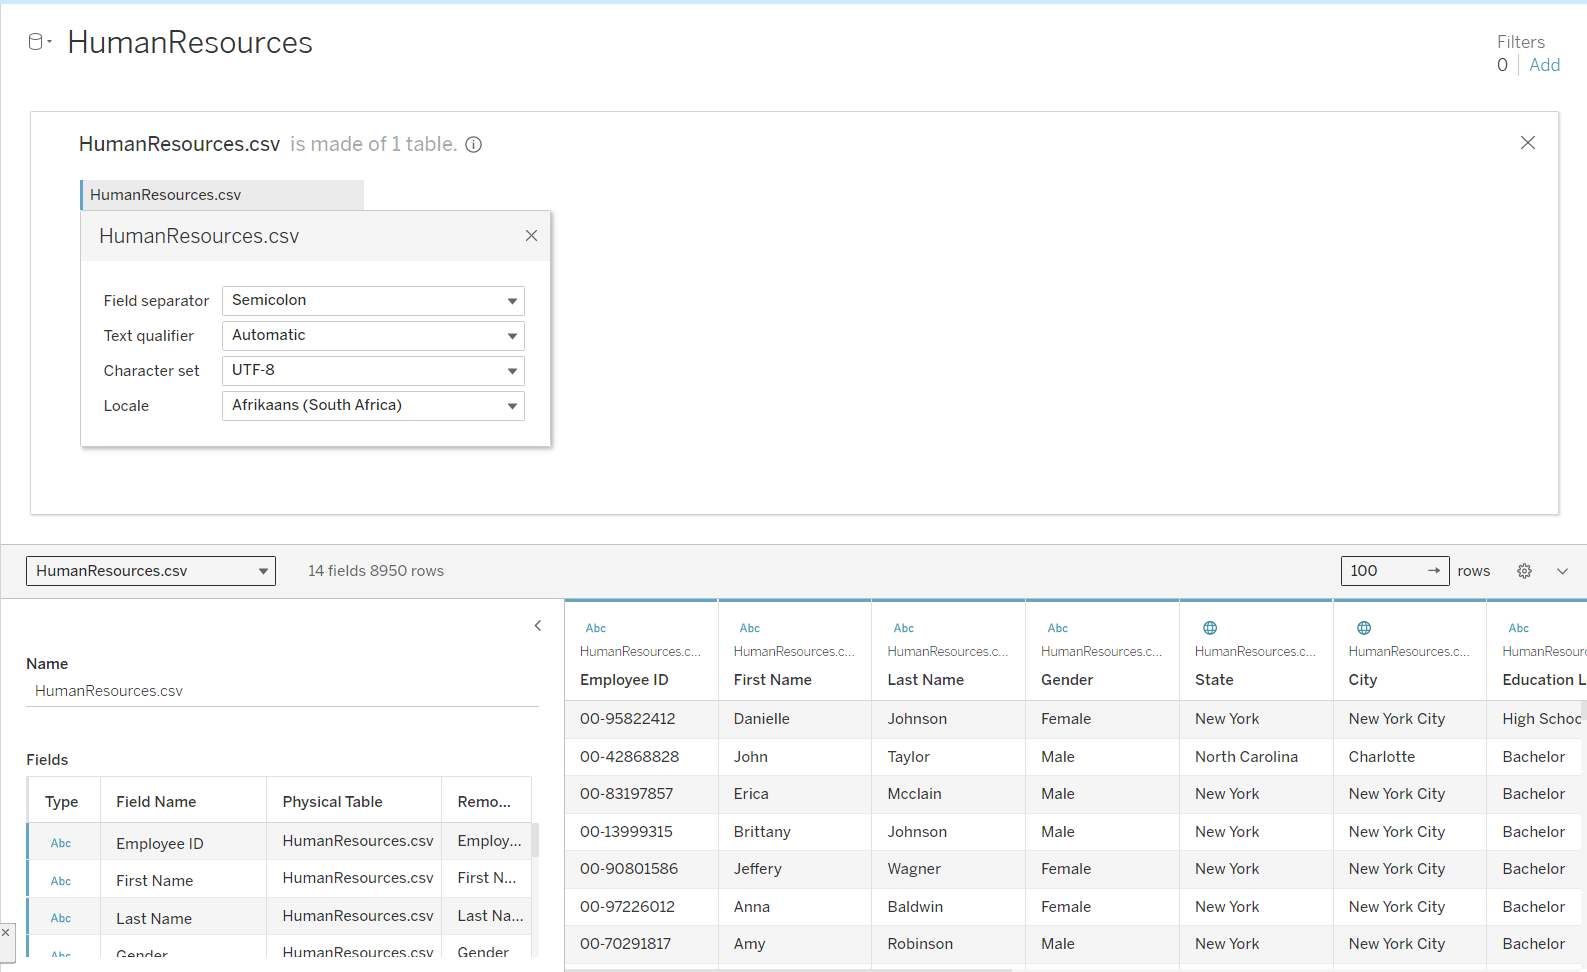 HumanResources
Filters
0 Add
HumanResources.csv is made of 1 table.
HumanResources.csv
HumanResources.csv
Field separator Semicolon
Text qualifier Automatic
Character set UTF-8
Locale Afrikaans (South Africa)
HumanResources.csv 14 fields 8950 rows 100 rows
Name
HumanResources.csv
Fields
Type Field Name Physical Table Remo...
Abc Employee ID HumanResources.csv Employ...
Abc First Name HumanResources.csv First N...
Abc Last Name HumanResources.csv Last Na...
Abc Gender HumanResources.csv Gender
Abc Abc Abc Abc Abc
HumanResources.c... HumanResources.c... HumanResources.c... HumanResources.c... HumanResources.c... HumanResources.c... HumanResour
Employee ID First Name Last Name Gender State City Education L
00-95822412 Danielle Johnson Female New York New York City High Schoo
00-42868828 John Taylor Male North Carolina Charlotte Bachelor
00-83197857 Erica Mcclain Male New York New York City Bachelor
00-13999315 Brittany Johnson Male New York New York City Bachelor
00-90801586 Jeffery Wagner Female New York New York City Bachelor
00-97226012 Anna Baldwin Female New York New York City Bachelor
00-70291817 Amy Robinson Male New York New York City Bachelor